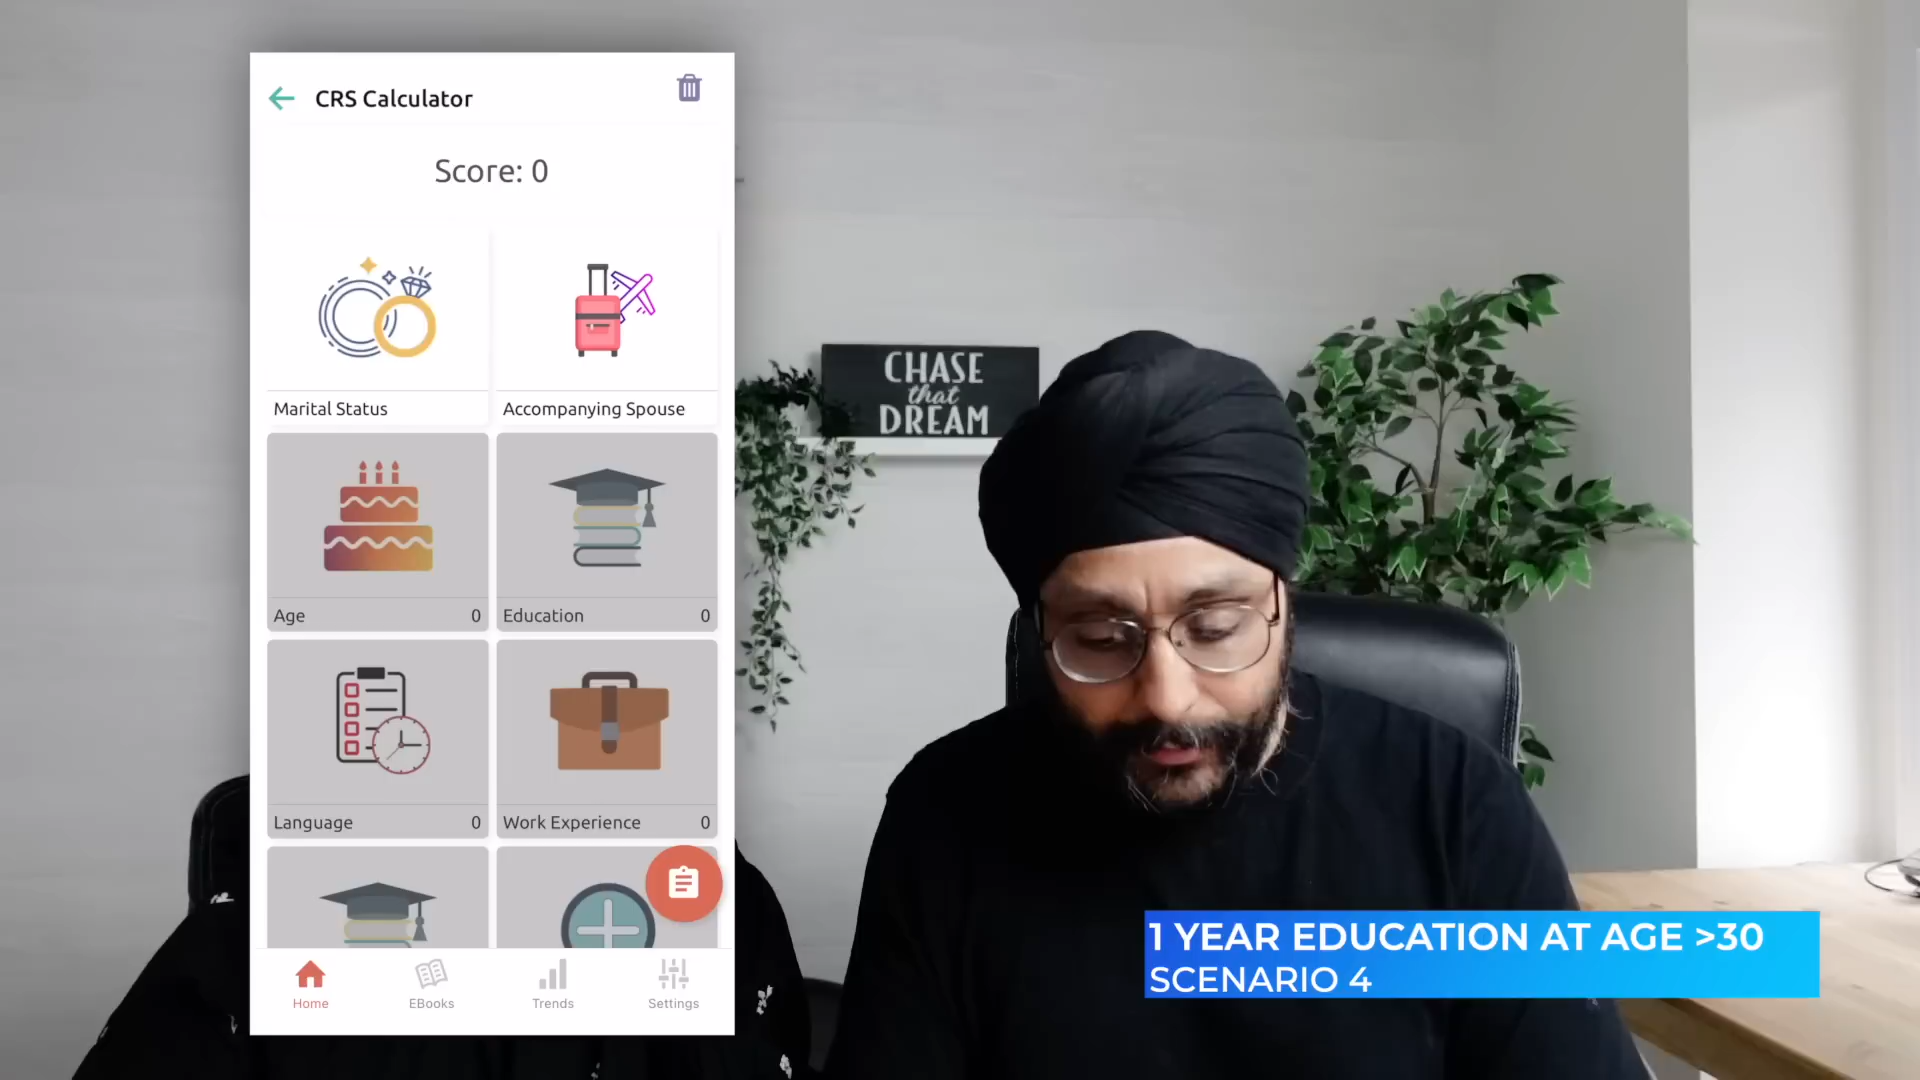 CRS Calculator
Score: 0
Marital Status
Accompanying Spouse
Age 0
Education 0
Language 0
Work Experience 0
Home
EBooks
Trends
Settings
CHASE
that
DREAM
1 YEAR EDUCATION AT AGE >30
SCENARIO 4